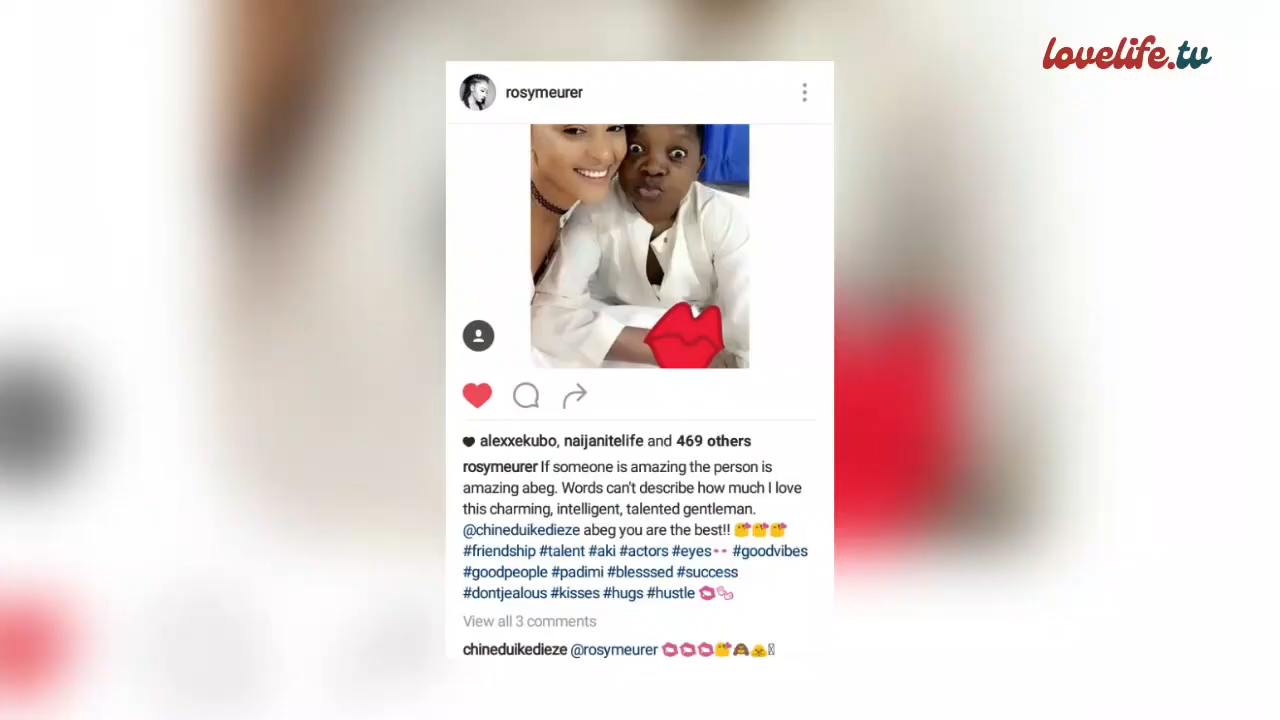 lovelife.tv
rosymeurer
alexxekubo, naijanitelife and 469 others
rosymeurer If someone is amazing the person is
amazing abeg. Words can't describe how much I love
this charming, intelligent, talented gentleman.
@chineduikedieze abeg you are the best!! 😘😘😘
#friendship #talent #aki #actors #eyes👀 #goodvibes
#goodpeople #padimi #blesssed #success
#dontjealous #kisses #hugs #hustle
View all 3 comments
chineduikedieze @rosymeurer